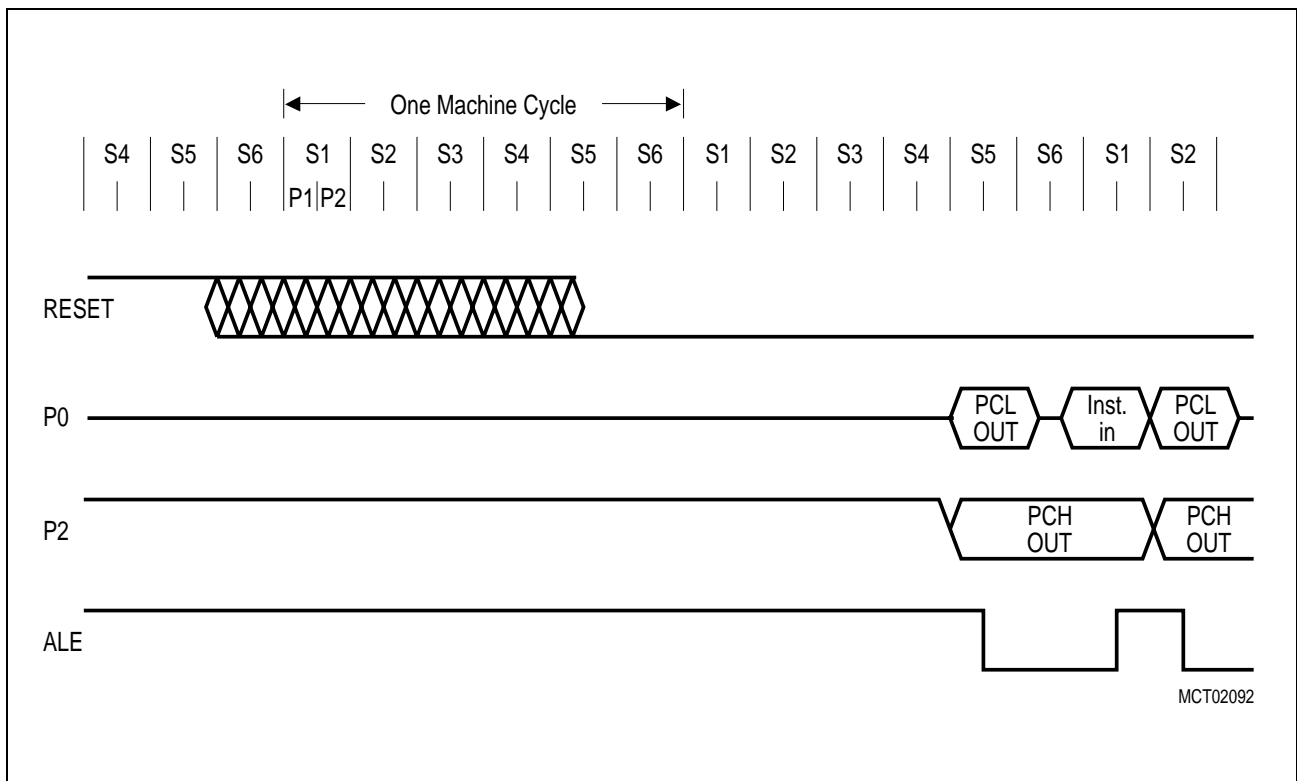 One Machine Cycle
S4 S5 S6 S1 S2 S3 S4 S5 S6 S1 S2 S3 S4 S5 S6 S1 S2
P1 P2
RESET
P0
PCL
OUT
Inst.
in
PCL
OUT
P2
PCH
OUT
PCH
OUT
ALE
MCT02092